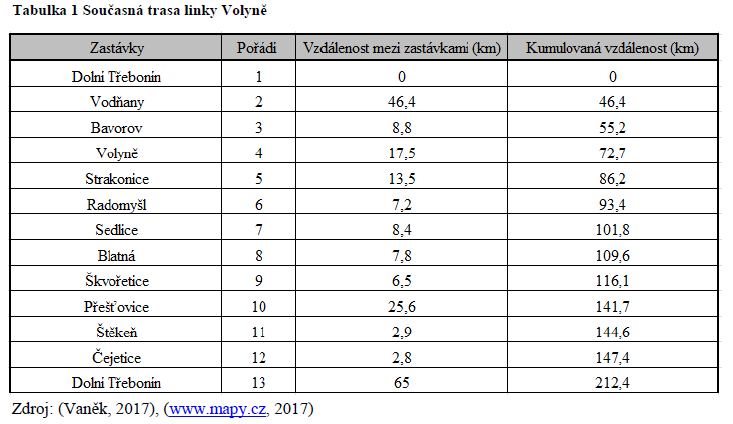 Tabulka 1 Současná trasa linky Volyně
Zastávky Pořádí Vzdálenost mezi zastávkami (km) Kumulovaná vzdálenost (km)
Dolní Třebonín 1 0 0
Vodňany 2 46,4 46,4
Bavorov 3 8,8 55,2
Volyně 4 17,5 72,7
Strakonice 5 13,5 86,2
Radomyšl 6 7,2 93,4
Sedlice 7 8,4 101,8
Blatná 8 7,8 109,6
Škvořetice 9 6,5 116,1
Přešťovice 10 25,6 141,7
Štěkeň 11 2,9 144,6
Čejetice 12 2,8 147,4
Dolní Třebonín 13 65 212,4
Zdroj: (Vaněk, 2017), (www.mapy.cz, 2017)